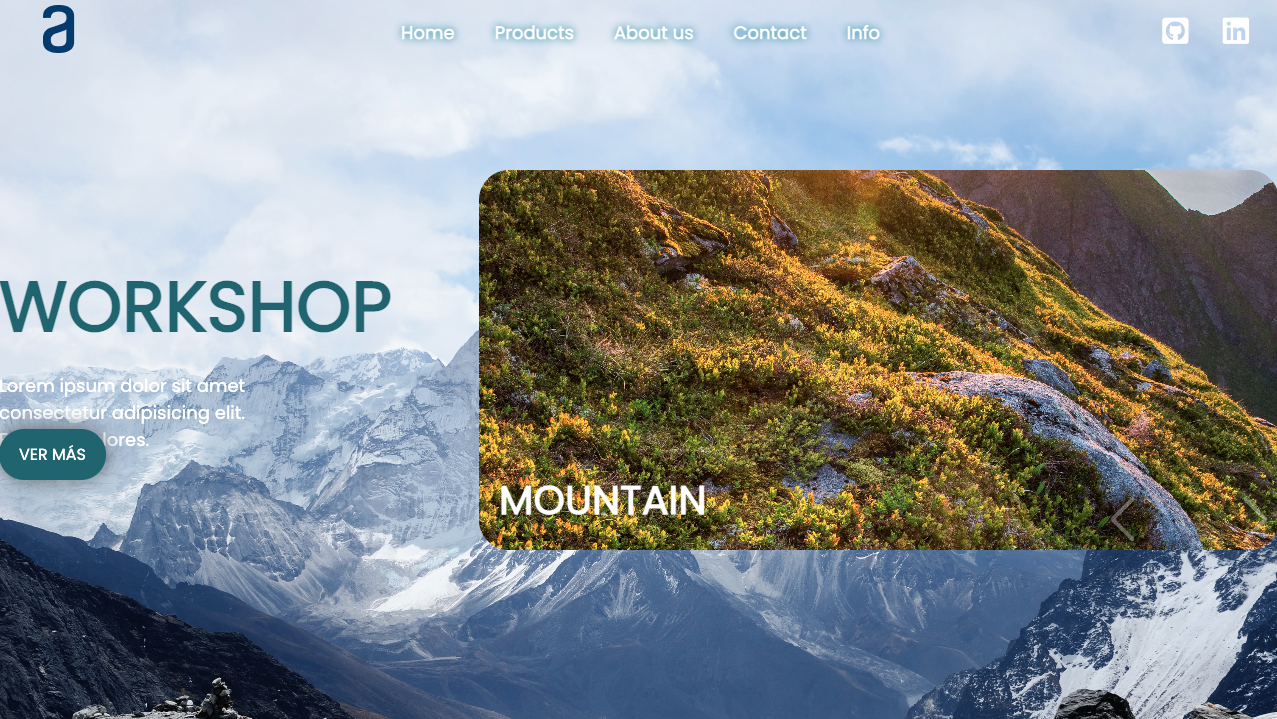 a
Home Products About us Contact Info
in
WORKSHOP
Lorem ipsum dolor sit amet
consectetur adipisicing elit.
lores.
VER MÁS
MOUNTAIN